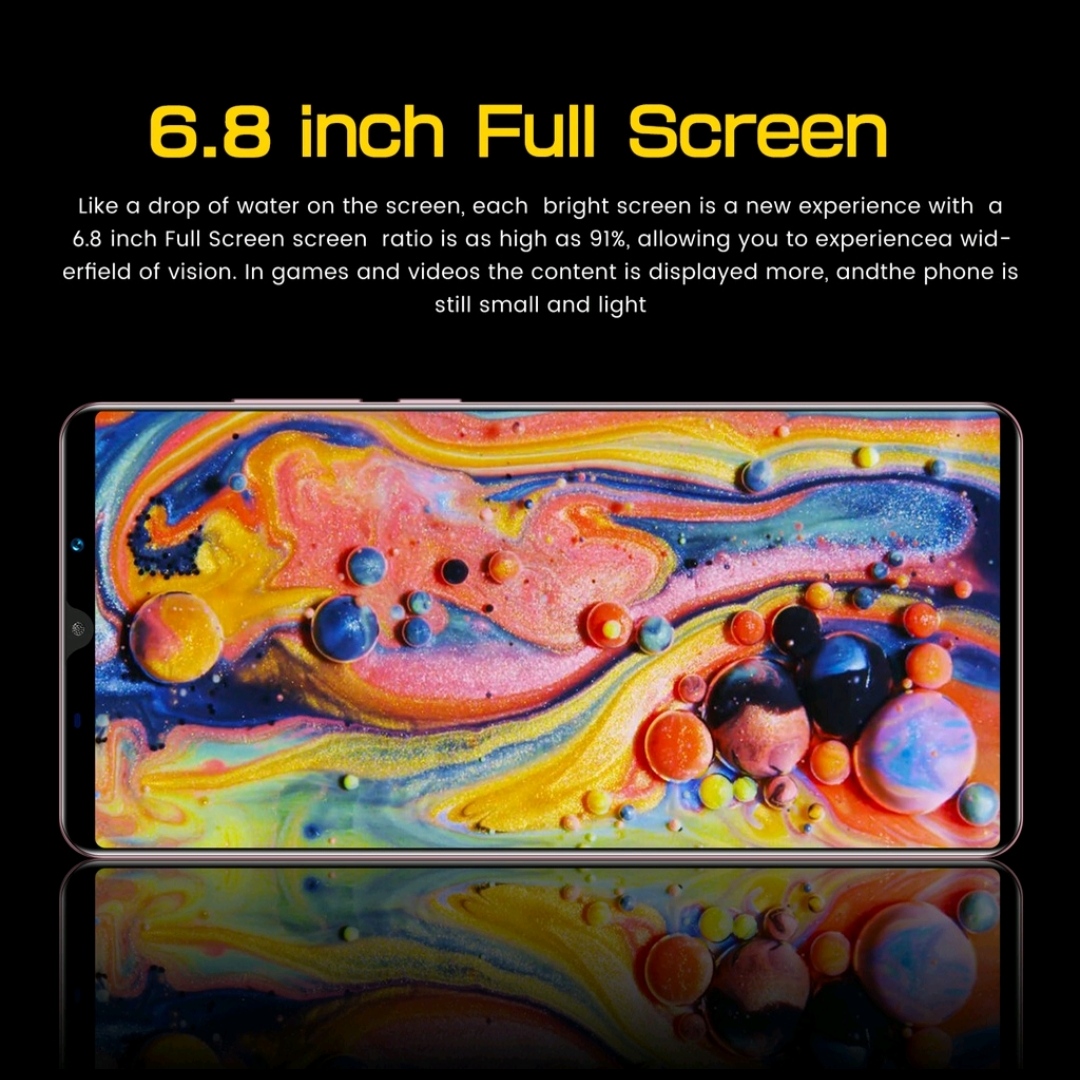 6.8 inch Full Screen
Like a drop of water on the screen, each  bright screen is a new experience with  a
6.8 inch Full Screen screen  ratio is as high as 91%, allowing you to experiencea wid-
erfield of vision. In games and videos the content is displayed more, andthe phone is
still small and light